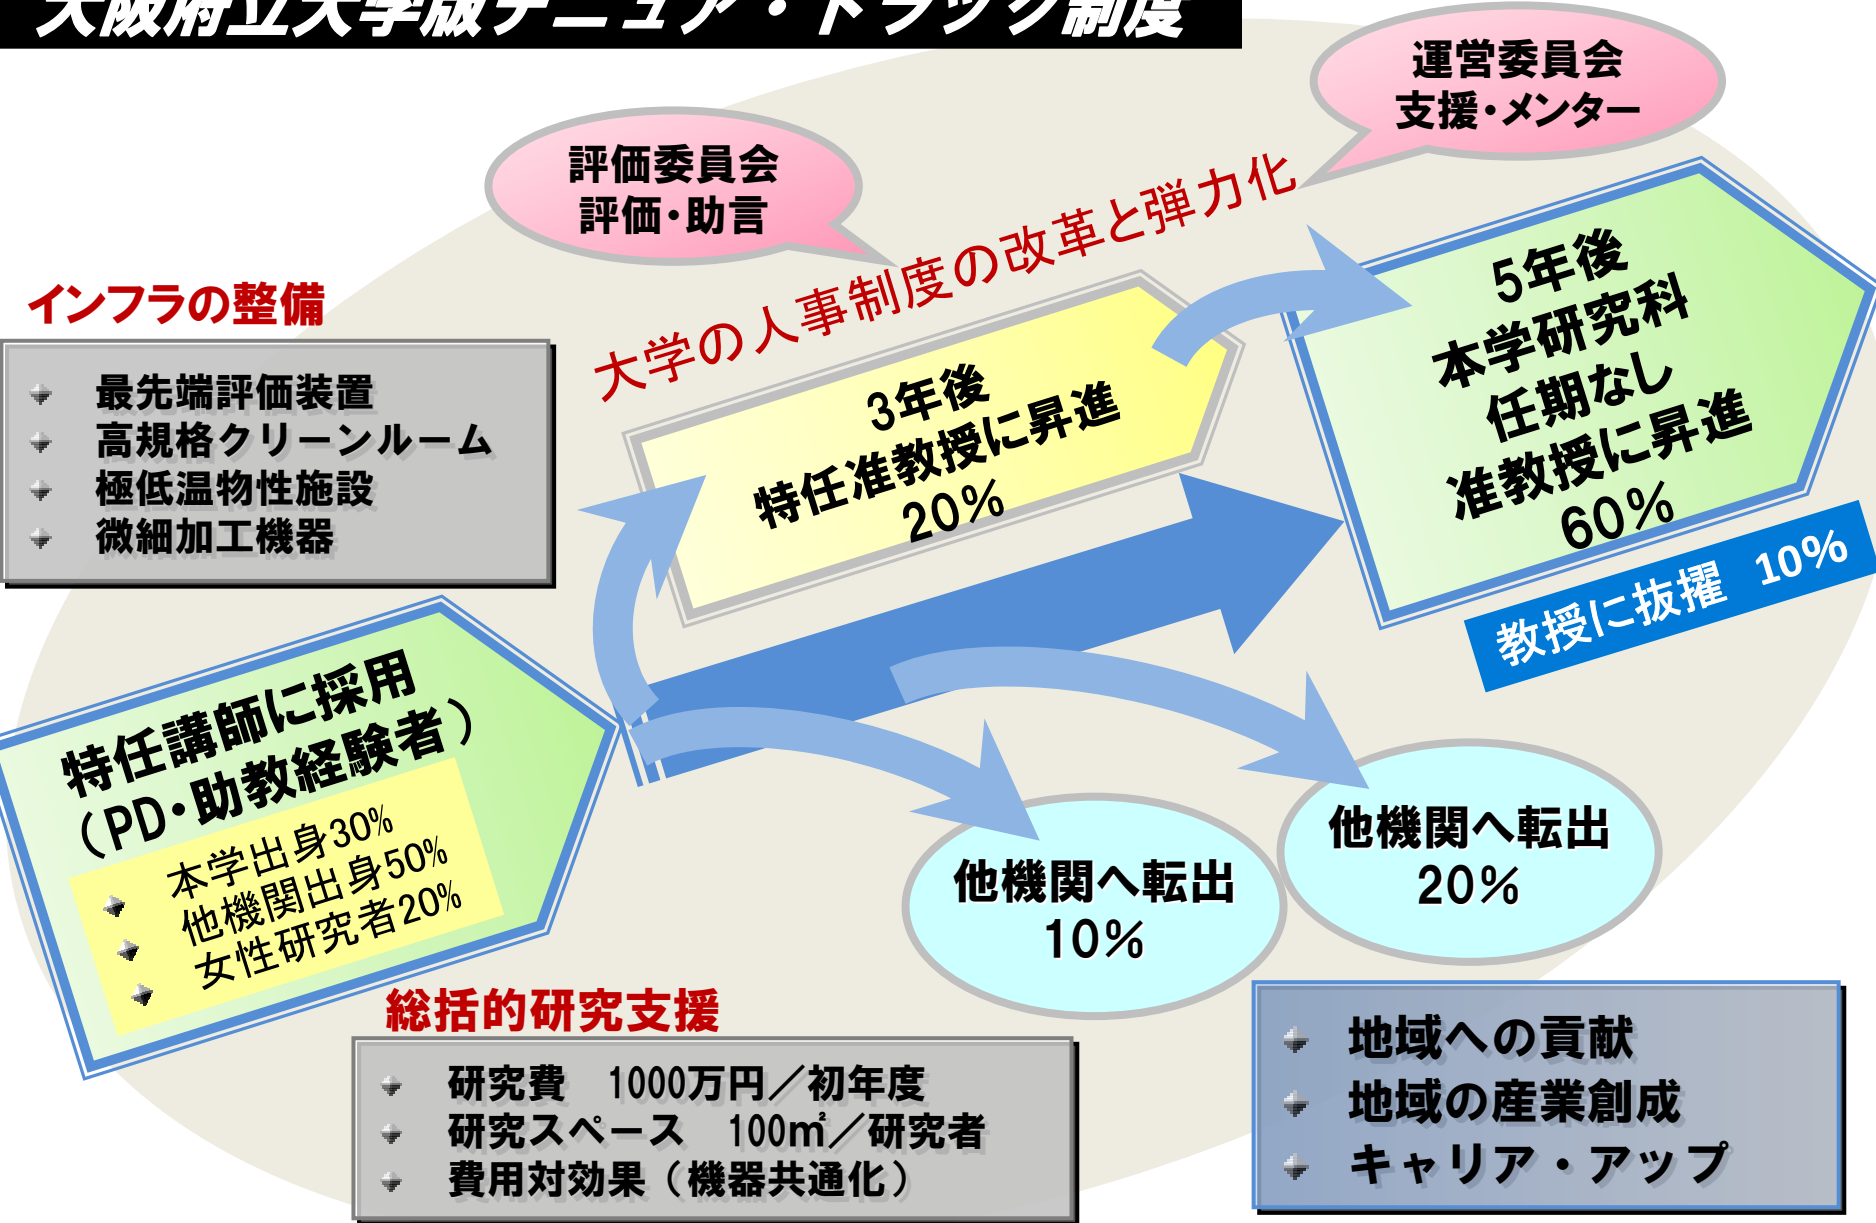 大阪府立大学版テニュア・トラック制度
運営委員会
支援・メンター
評価委員会
評価・助言
大学の人事制度の改革と弾力化
インフラの整備
最先端評価装置
高規格クリーンルーム
極低温物性施設
微細加工機器
3年後
特任准教授に昇進
20%
5年後
本学研究科
任期なし
准教授に昇進
60%
教授に抜擢　10%
特任講師に採用
（PD・助教経験者）
本学出身30%
他機関出身50%
女性研究者20%
他機関へ転出
10%
他機関へ転出
20%
総括的研究支援
研究費　1000万円／初年度
研究スペース　100㎡／研究者
費用対効果（機器共通化）
地域への貢献
地域の産業創成
キャリア・アップ